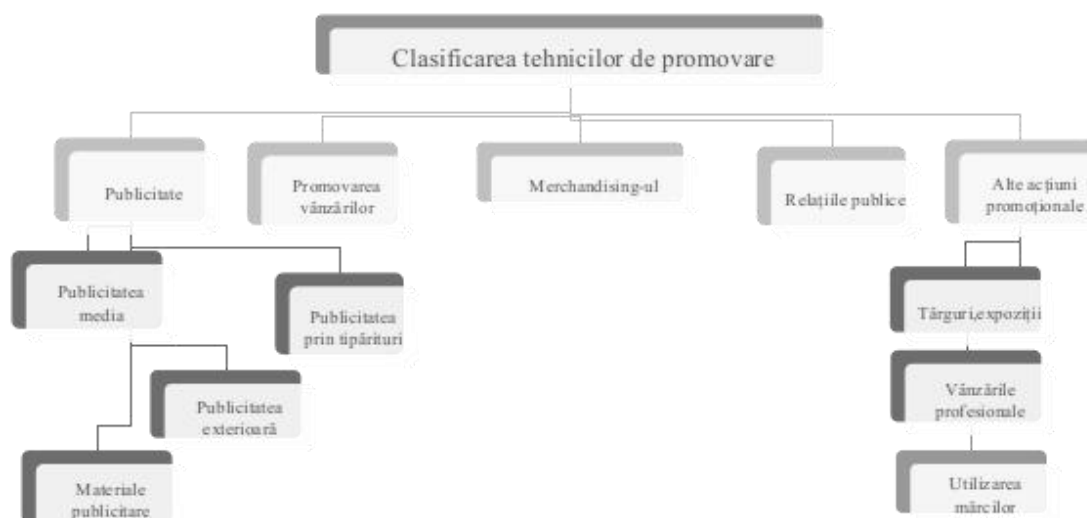 Clasificarea tehnicilor de promovare
Publicitate
Promovarea
vânzărilor
Merchandising-ul
Relațiile publice
Alte acțiuni
promoționale
Publicitatea
media
Publicitatea
prin tipărituri
Publicitatea
exterioară
Materiale
publicitare
Târguri,expoziții
Vânzările
profesionale
Utilizarea
mărcilor